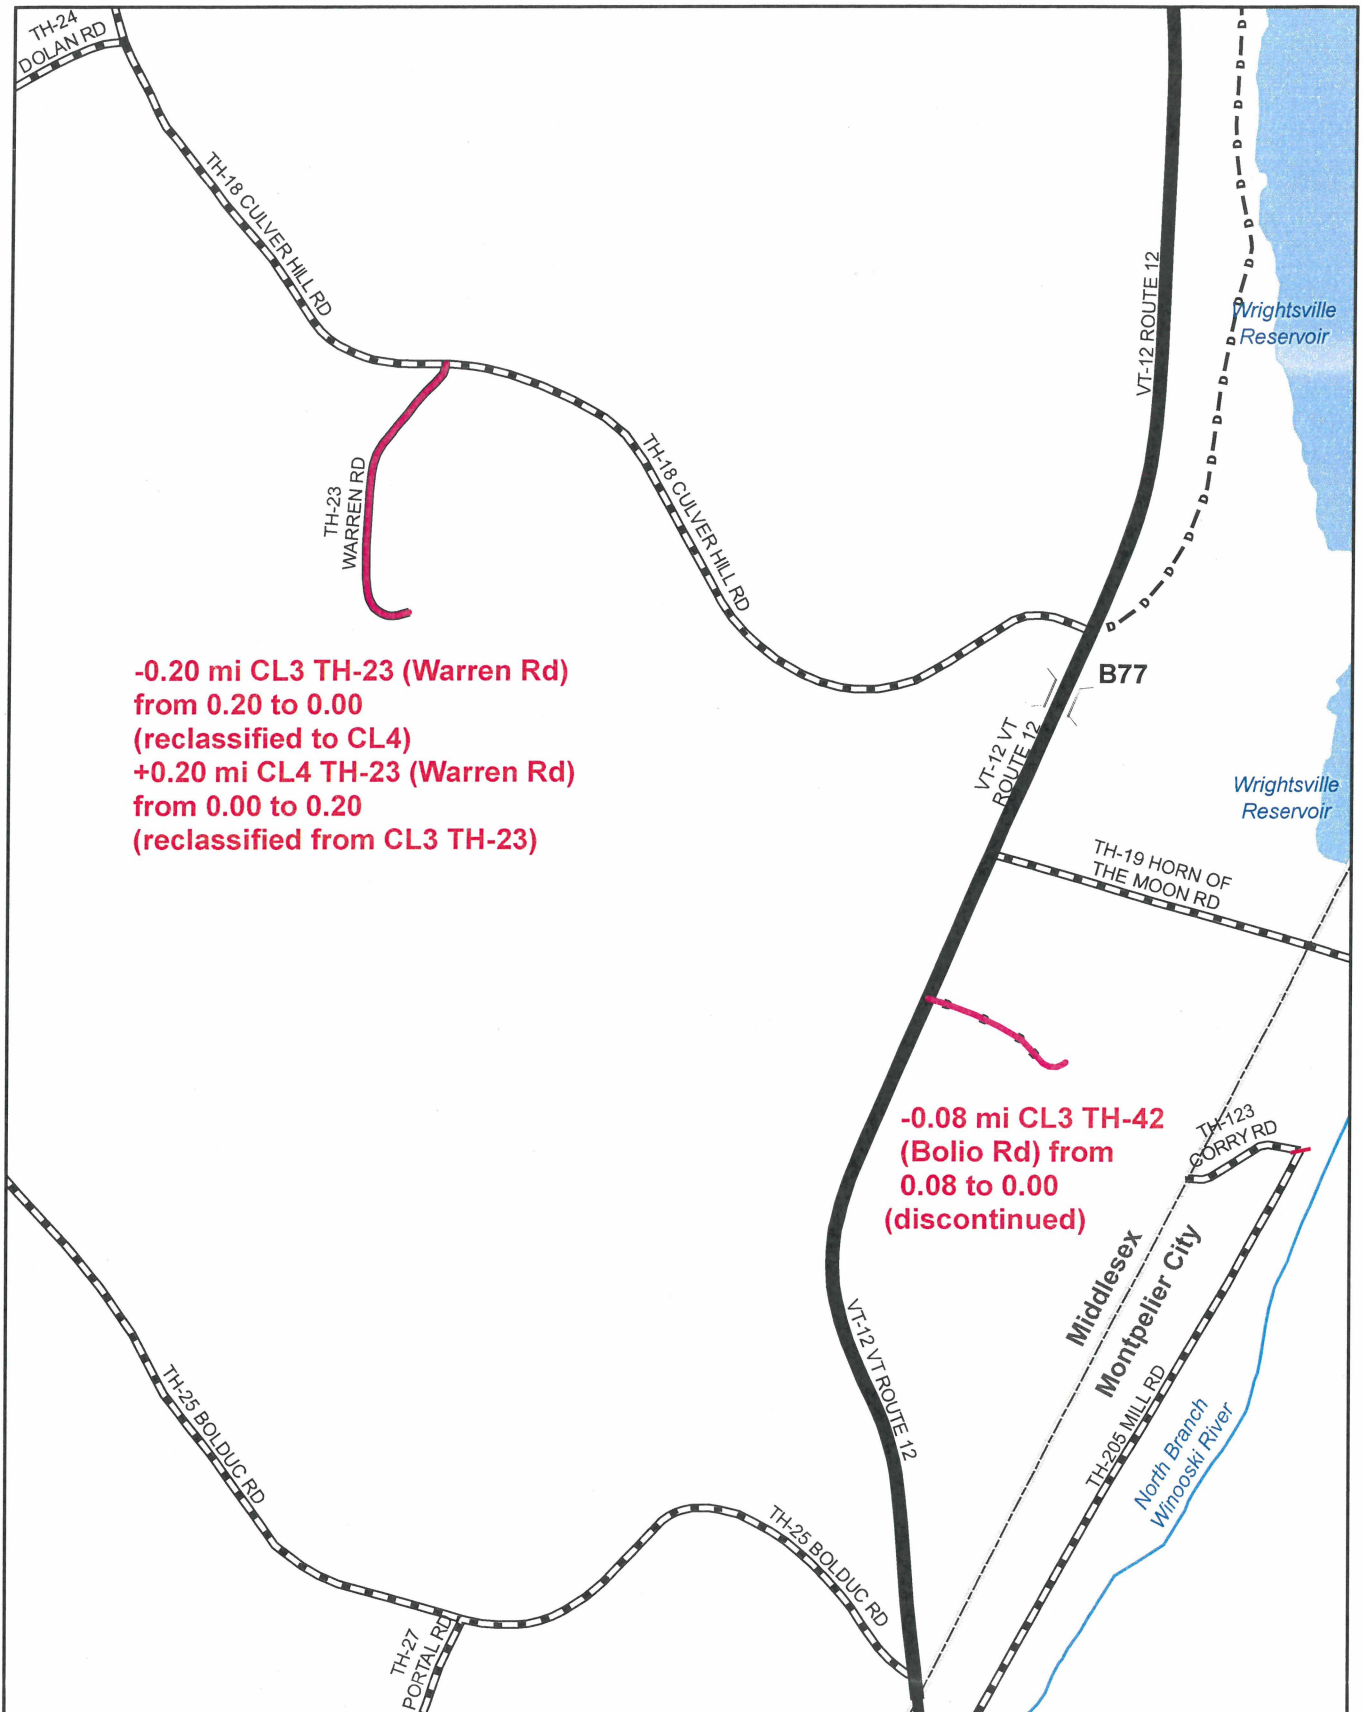 TH-24
DOLAN RD
TH-18 CULVER HILL RD
VT-12 ROUTE 12
D D D D D D D D D D D D D D D D D
Wrightsville
Reservoir
TH-23
WARREN RD
TH-18 CULVER HILL RD
-0.20 mi CL3 TH-23 (Warren Rd)
from 0.20 to 0.00
(reclassified to CL4)
+0.20 mi CL4 TH-23 (Warren Rd)
from 0.00 to 0.20
(reclassified from CL3 TH-23)
B77
VT-12 VT
ROUTE 12
Wrightsville
Reservoir
TH-19 HORN OF
THE MOON RD
-0.08 mi CL3 TH-42
(Bolio Rd) from
0.08 to 0.00
(discontinued)
TH-123
GORRY RD
Middlesex
Montpelier City
VT-12 VT ROUTE 12
TH-205 MILL RD
North Branch
Winooski River
TH-25 BOLDUC RD
TH-25 BOLDUC RD
TH-27
PORTAL RD